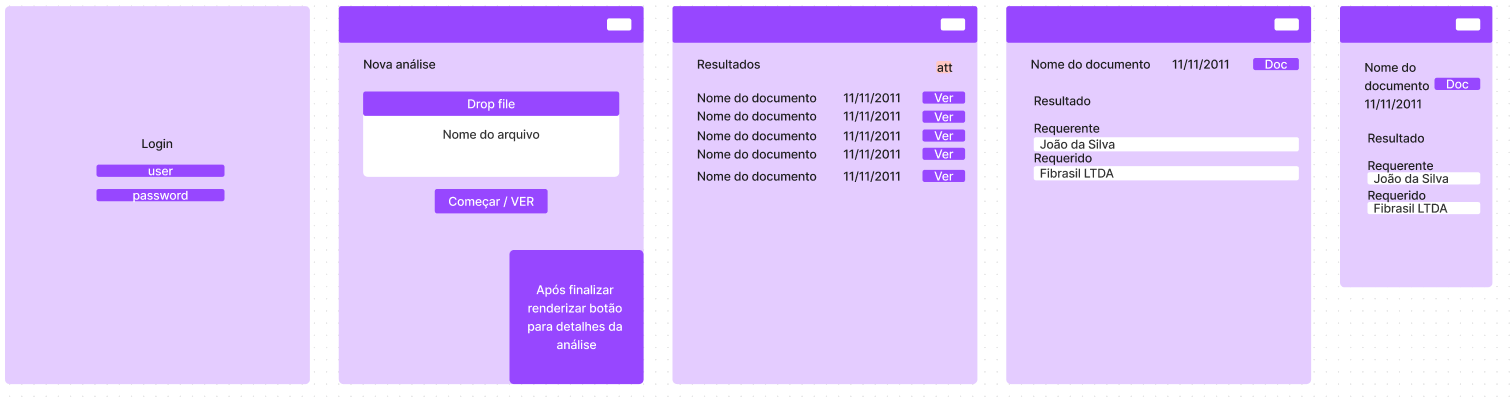 Login
user
password
Nova análise
Drop file
Nome do arquivo
Começar / VER
Após finalizar
renderizar botão
para detalhes da
análise
Resultados
att
Nome do documento 11/11/2011 Ver
Nome do documento 11/11/2011 Ver
Nome do documento 11/11/2011 Ver
Nome do documento 11/11/2011 Ver
Nome do documento 11/11/2011 Ver
Nome do documento 11/11/2011 Doc
Resultado
Requerente
João da Silva
Requerido
Fibrasil LTDA
Nome do
documento Doc
11/11/2011
Resultado
Requerente
João da Silva
Requerido
Fibrasil LTDA